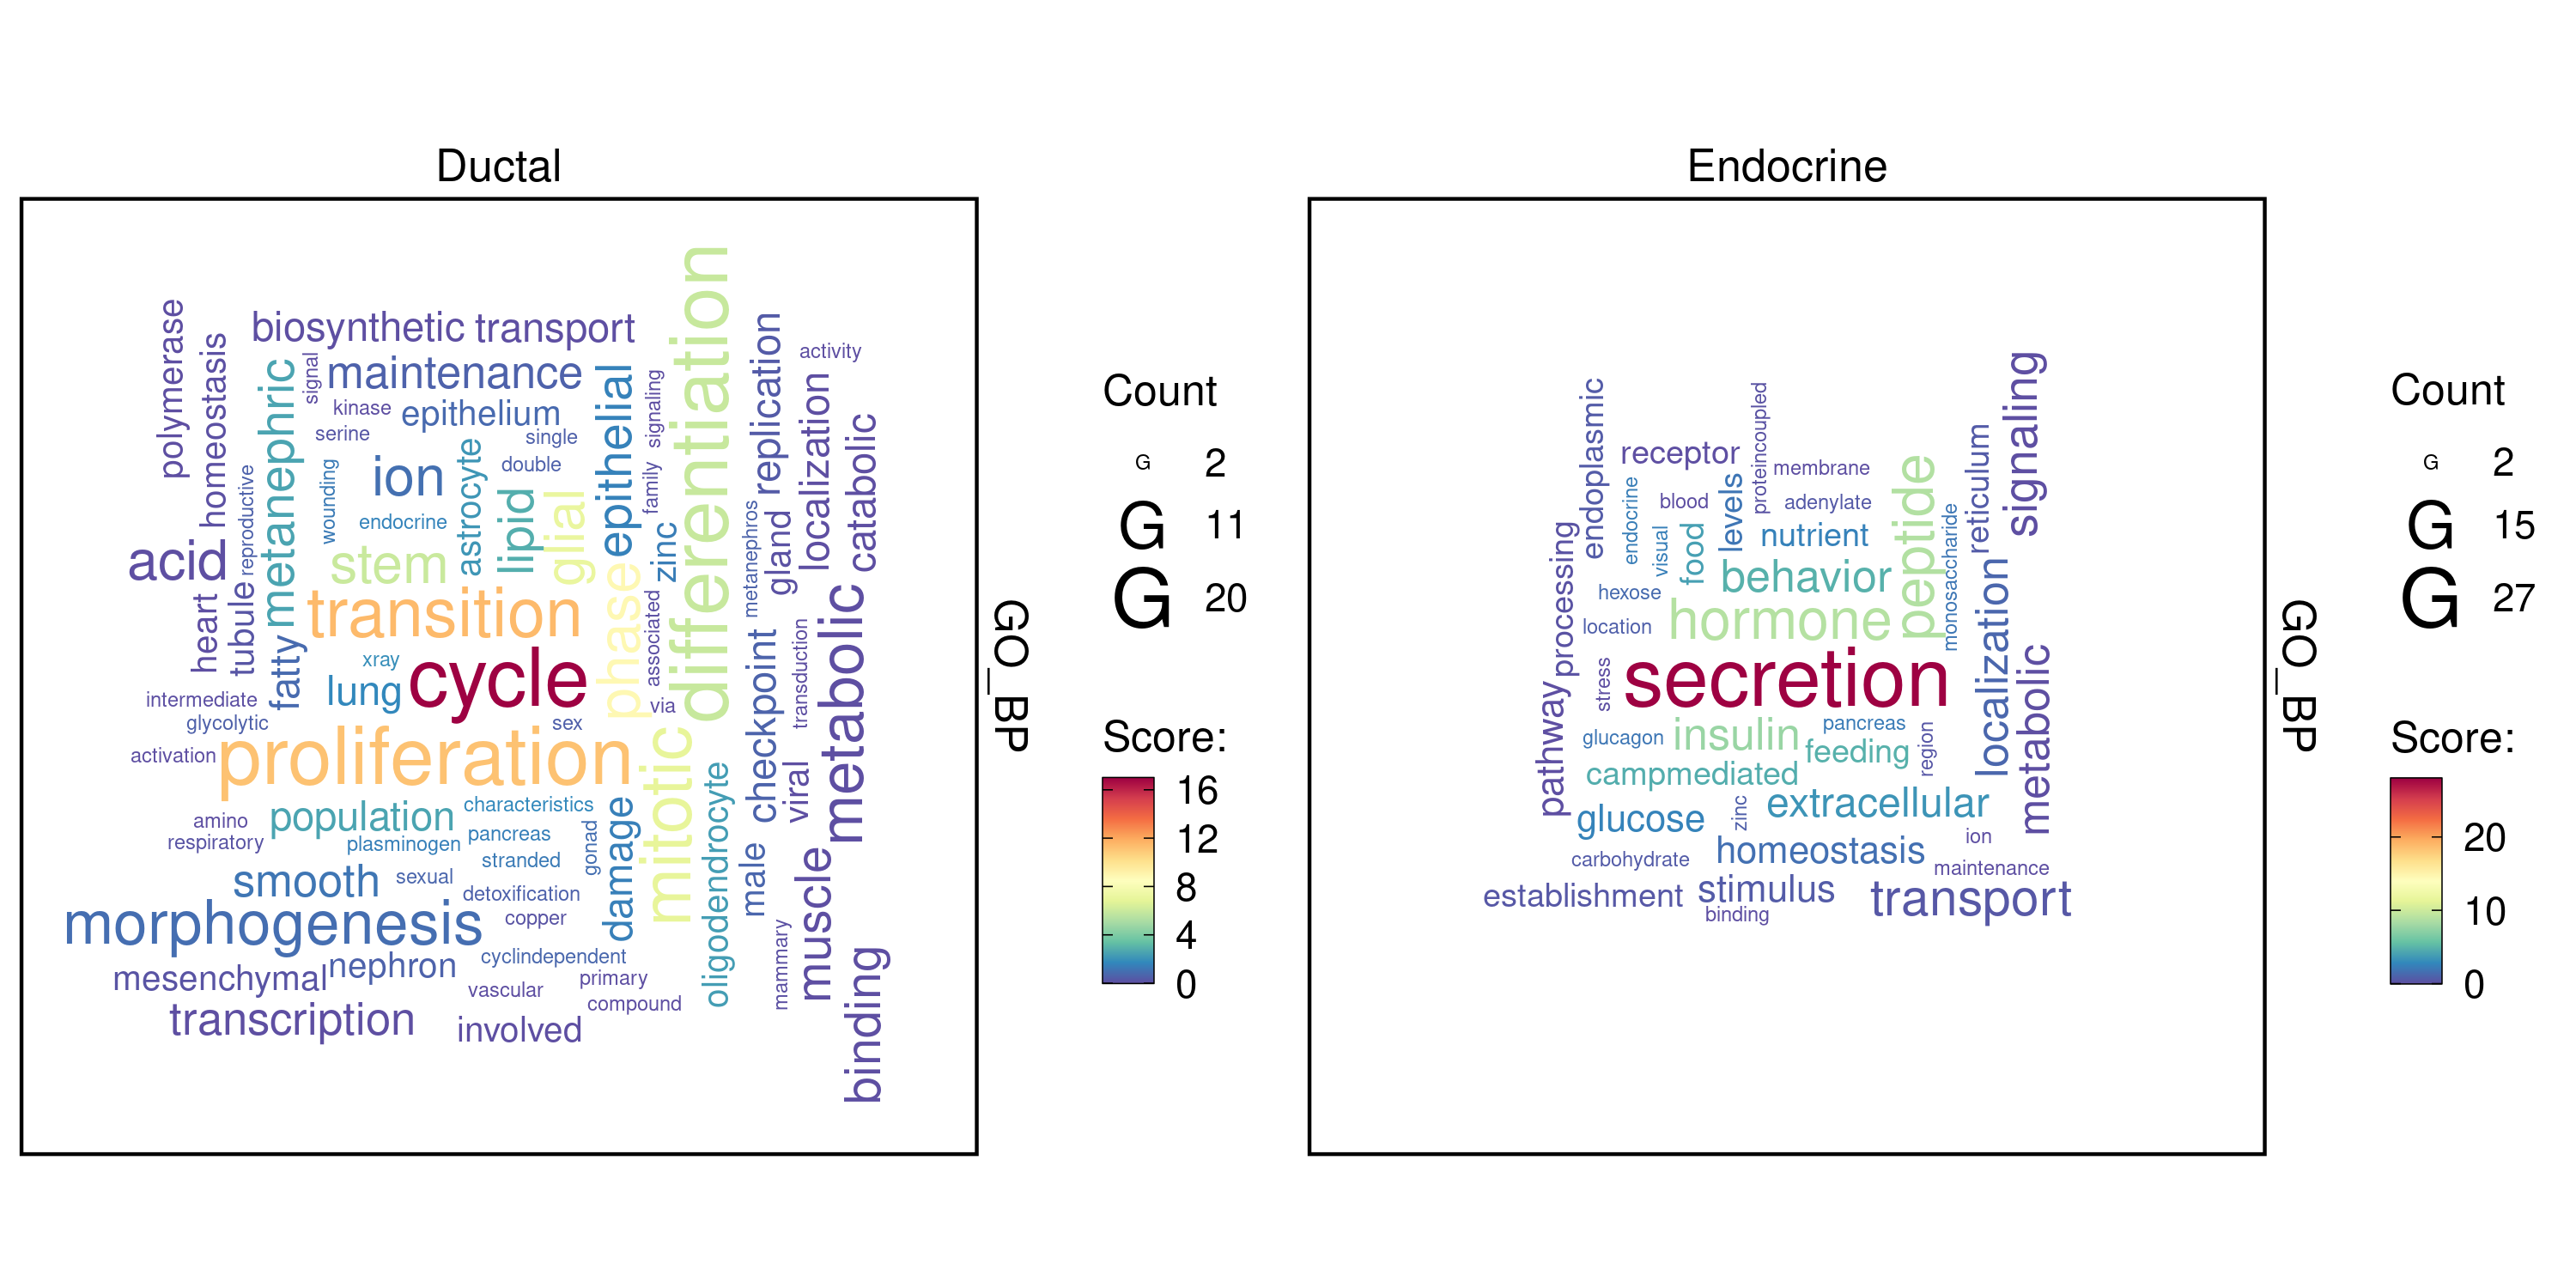 Ductal
polymerase
homeostasis
biosynthetic
transport
metanephric
signal
maintenance
kinase
epithelium
serine
single
double
ion
wounding
endocrine
astrocyte
lipid
glial
epithelial
signaling
family
zinc
differentiation
replication
activity
localization
catabolic
metanephros
gland
acid
reproductive
stem
heart
tubule
transition
phase
associated
fatty
xray
lung
cycle
via
sex
checkpoint
transduction
metabolic
intermediate
glycolytic
activation
proliferation
mitotic
viral
population
characteristics
amino
respiratory
plasminogen
pancreas
stranded
gonad
damage
oligodendrocyte
male
muscle
smooth
sexual
detoxification
copper
morphogenesis
mammary
binding
mesenchymal
nephron
cyclindependent
primary
vascular
compound
transcription
involved
GO_BP
Count
G 2
G 11
G 20
Score:
16
12
8
4
0
Endocrine
endoplasmic
receptor
proteincoupled
membrane
signaling
reticulum
peptide
endocrine
blood
levels
adenylate
visual
food
nutrient
monosaccharide
processing
behavior
hexose
hormone
location
localization
metabolic
pathway
stress
secretion
glucagon
insulin
pancreas
feeding
region
campmediated
glucose
zinc
extracellular
ion
carbohydrate
homeostasis
maintenance
establishment
stimulus
transport
binding
GO_BP
Count
G 2
G 15
G 27
Score:
20
10
0